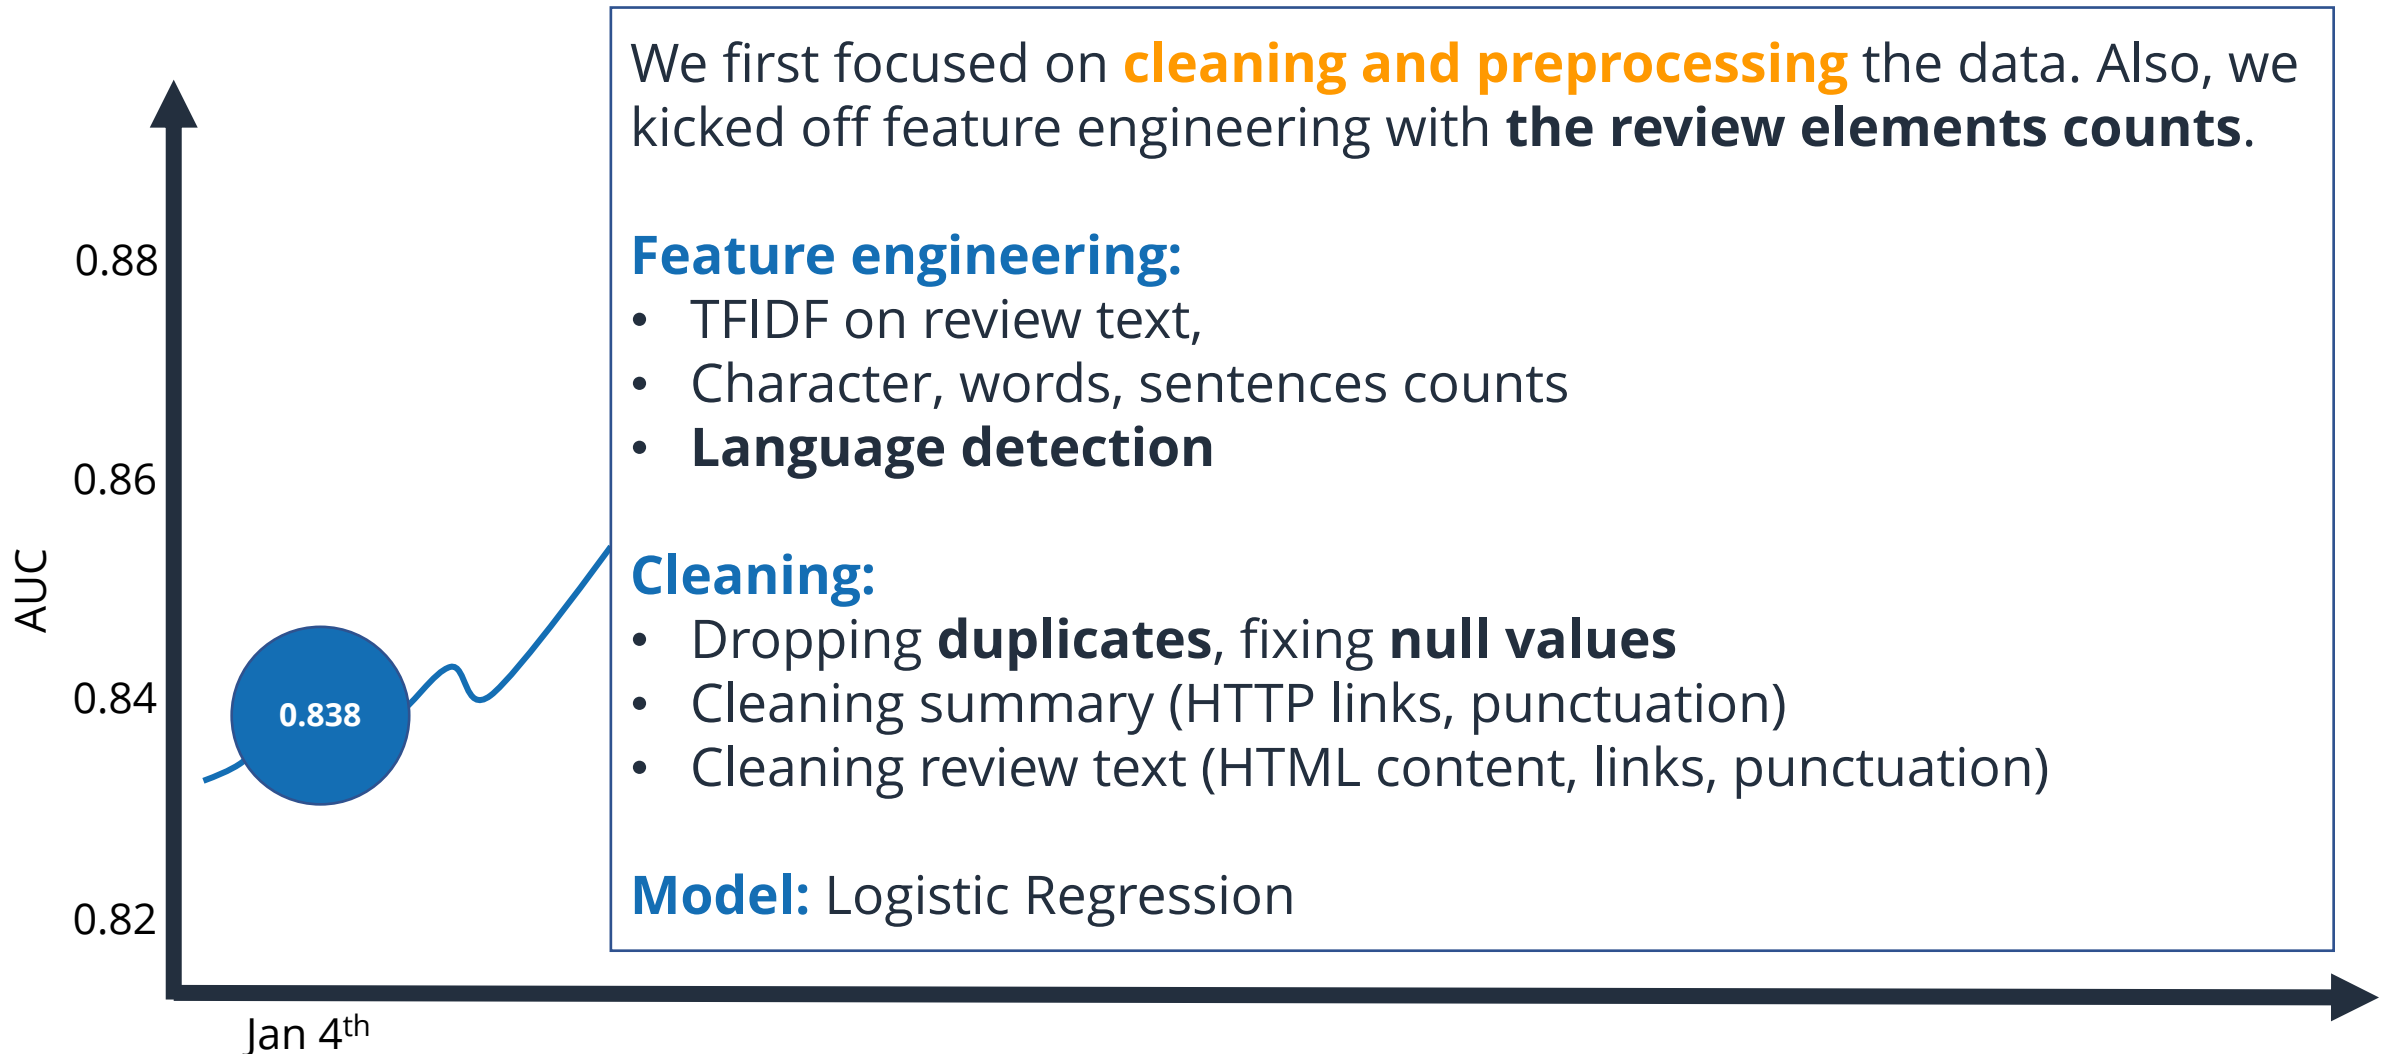 We first focused on cleaning and preprocessing the data. Also, we
kicked off feature engineering with the review elements counts.
Feature engineering:
• TFIDF on review text,
• Character, words, sentences counts
• Language detection
Cleaning:
• Dropping duplicates, fixing null values
• Cleaning summary (HTTP links, punctuation)
• Cleaning review text (HTML content, links, punctuation)
Model: Logistic Regression
0.88
0.86
0.84
0.82
AUC
0.838
Jan 4th